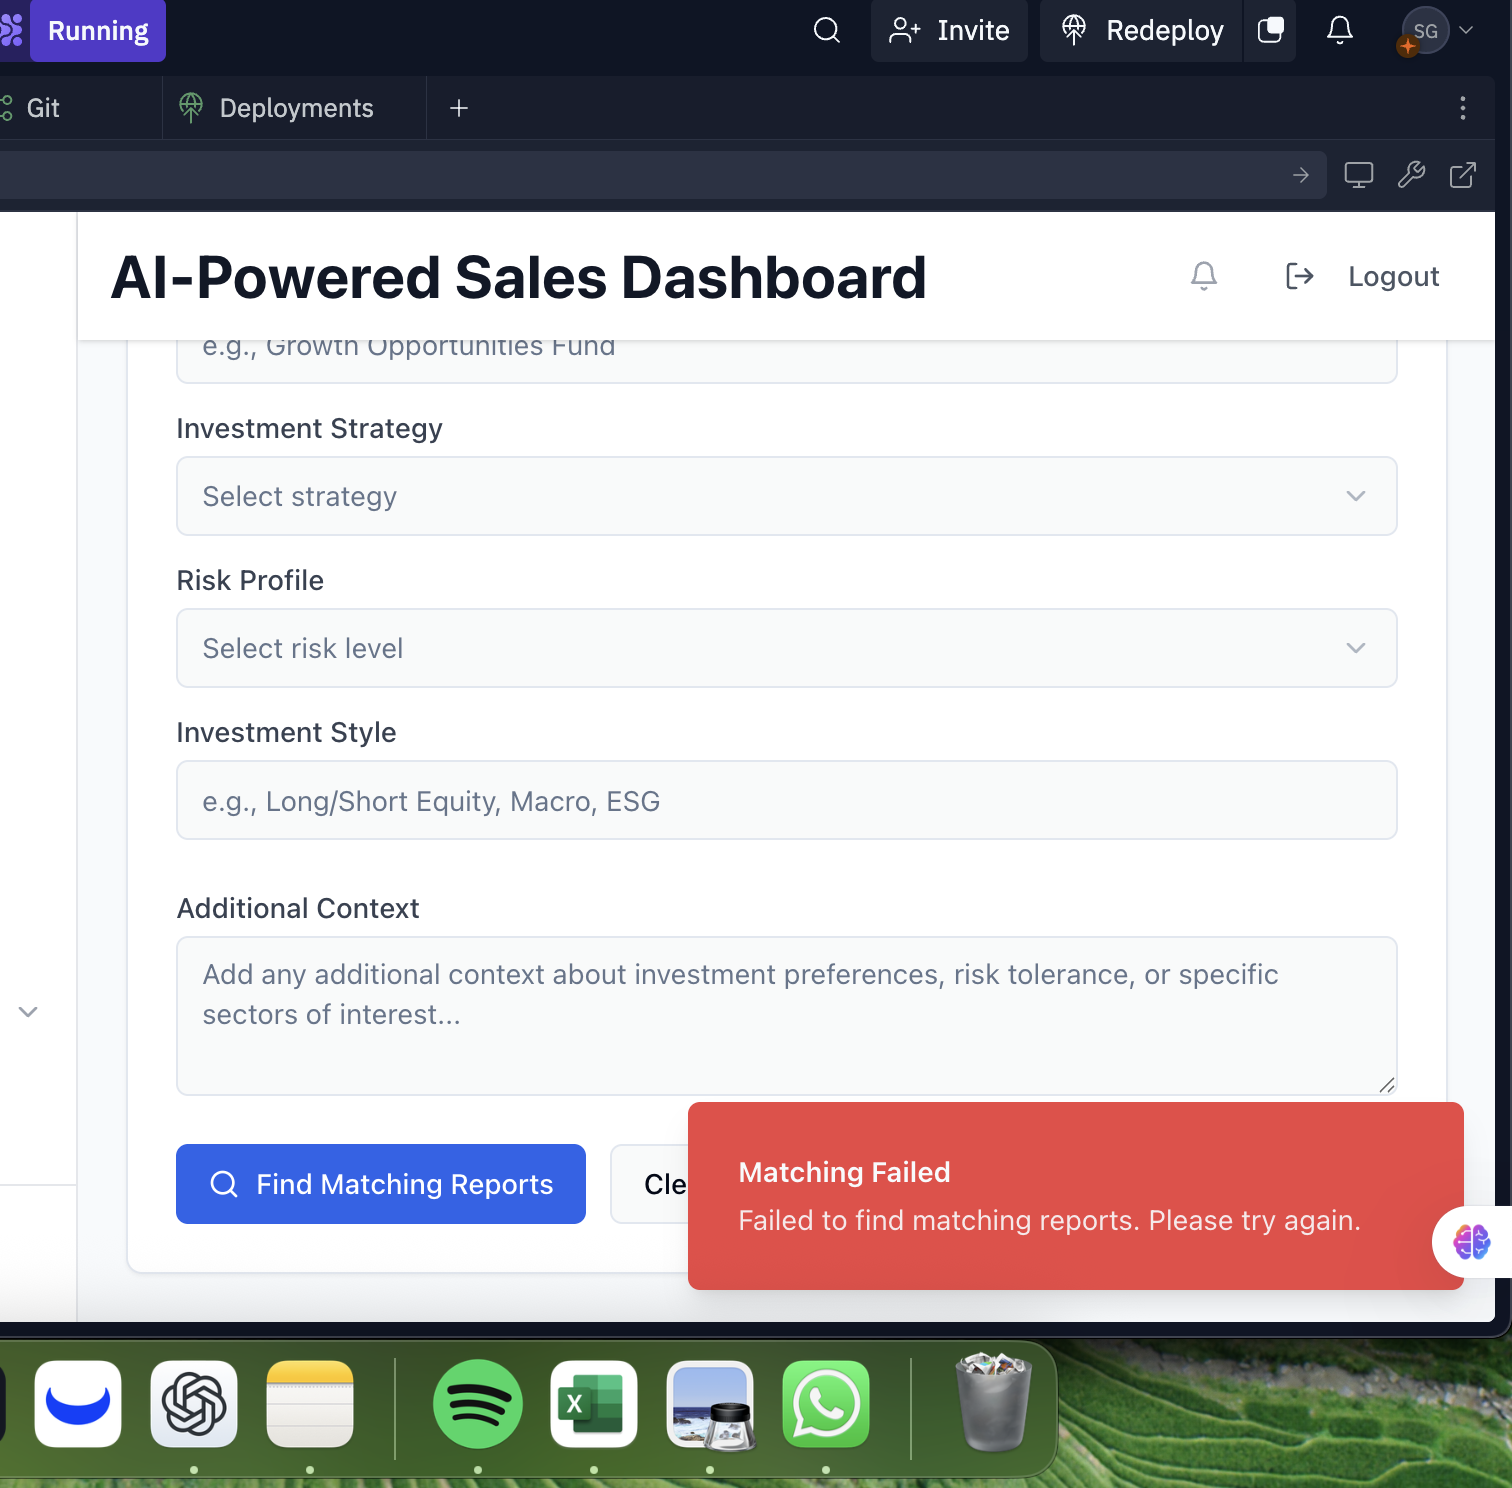 Running
Invite
Redeploy
SG
Git
Deployments
AI-Powered Sales Dashboard
Logout
e.g., Growth Opportunities Fund
Investment Strategy
Select strategy
Risk Profile
Select risk level
Investment Style
e.g., Long/Short Equity, Macro, ESG
Additional Context
Add any additional context about investment preferences, risk tolerance, or specific
sectors of interest...
Find Matching Reports
Cle
Matching Failed
Failed to find matching reports. Please try again.
X